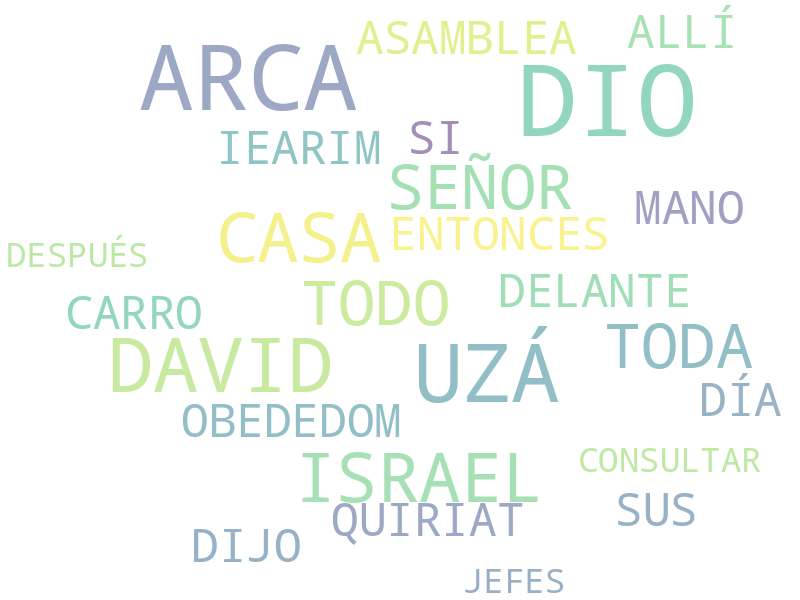 ASAMBLEA
ALLÍ
ARCA
DIO
IEARIM
SI
SEÑOR
MANO
CASA
ENTONCES
DESPUÉS
TODO
DELANTE
CARRO
DAVID
UZÁ
TODA
DÍA
OBEDEDOM
ISRAEL
CONSULTAR
QUIRIAT
SUS
DIJO
JEFES